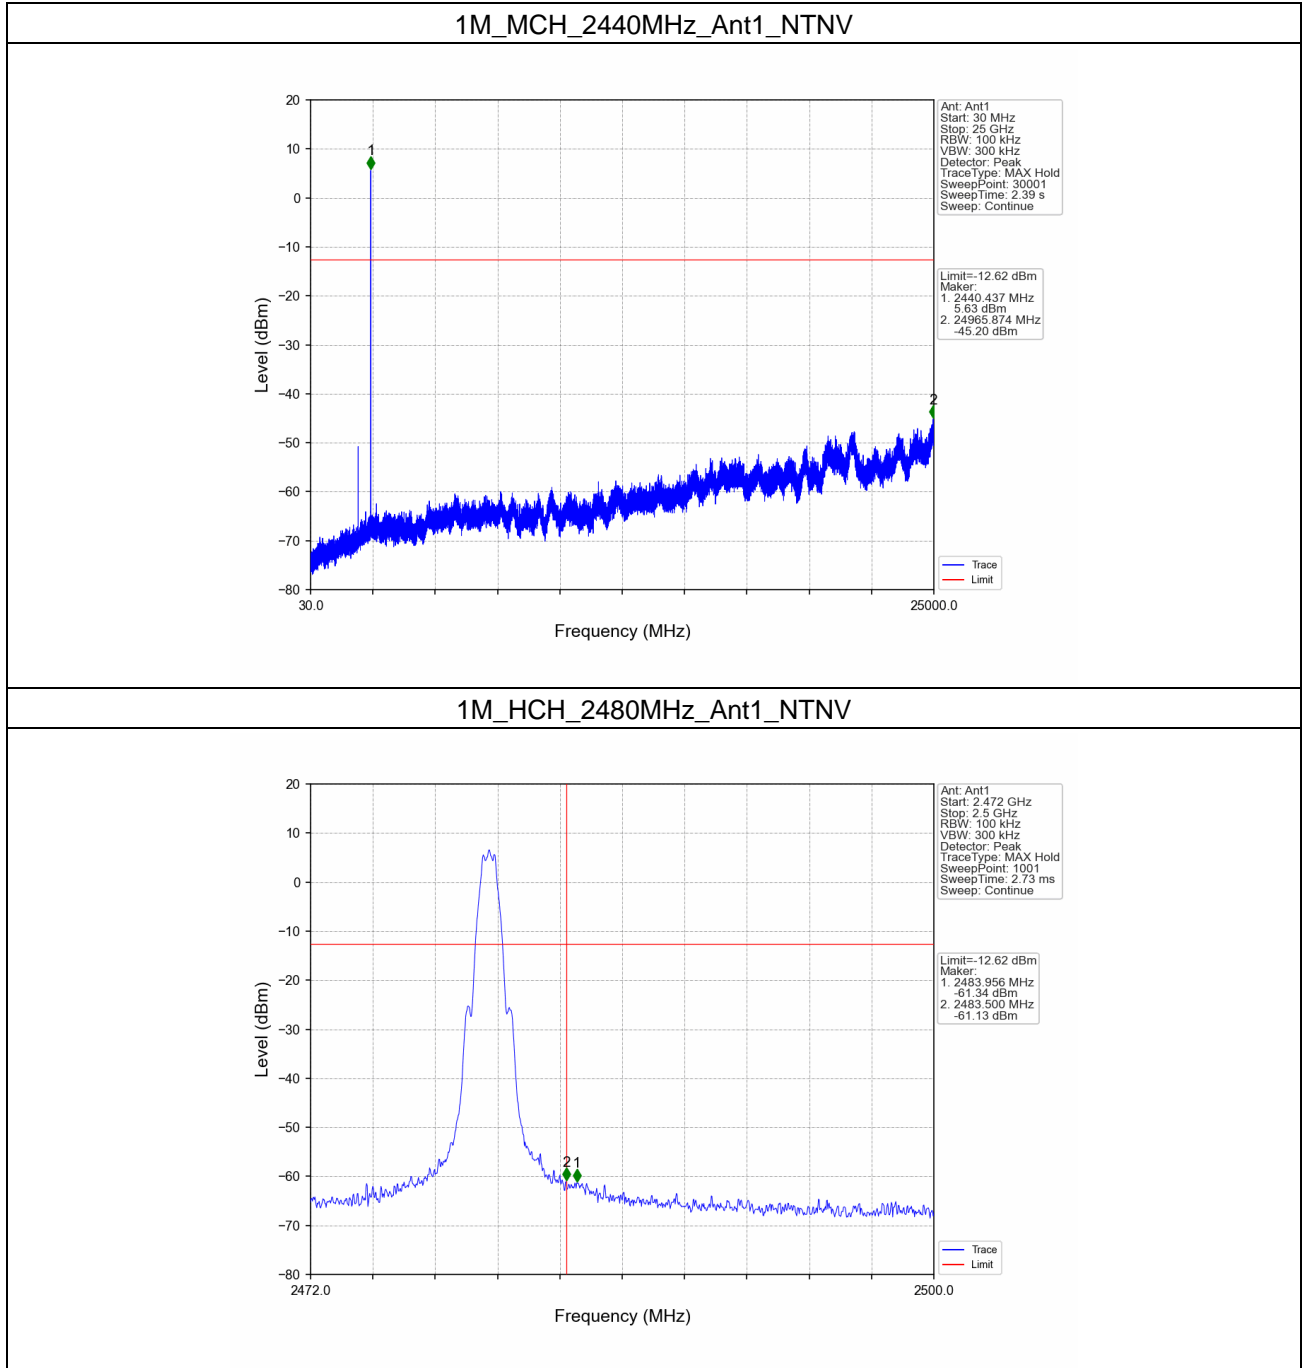 1M_MCH_2440MHz_Ant1_NTNV
20
10
0
−10
−20
−30
−40
−50
−60
−70
−80
Level (dBm)
1
2
30.0
25000.0
Frequency (MHz)
Ant: Ant1
Start: 30 MHz
Stop: 25 GHz
RBW: 100 kHz
VBW: 300 kHz
Detector: Peak
TraceType: MAX Hold
SweepPoint: 30001
SweepTime: 2.39 s
Sweep: Continue
Limit=-12.62 dBm
Maker:
1. 2440.437 MHz
5.63 dBm
2. 24965.874 MHz
-45.20 dBm
Trace
Limit
1M_HCH_2480MHz_Ant1_NTNV
20
10
0
−10
−20
−30
−40
−50
−60
−70
−80
Level (dBm)
2 1
2472.0
2500.0
Frequency (MHz)
Ant: Ant1
Start: 2.472 GHz
Stop: 2.5 GHz
RBW: 100 kHz
VBW: 300 kHz
Detector: Peak
TraceType: MAX Hold
SweepPoint: 1001
SweepTime: 2.73 ms
Sweep: Continue
Limit=-12.62 dBm
Maker:
1. 2483.956 MHz
-61.34 dBm
2. 2483.500 MHz
-61.13 dBm
Trace
Limit